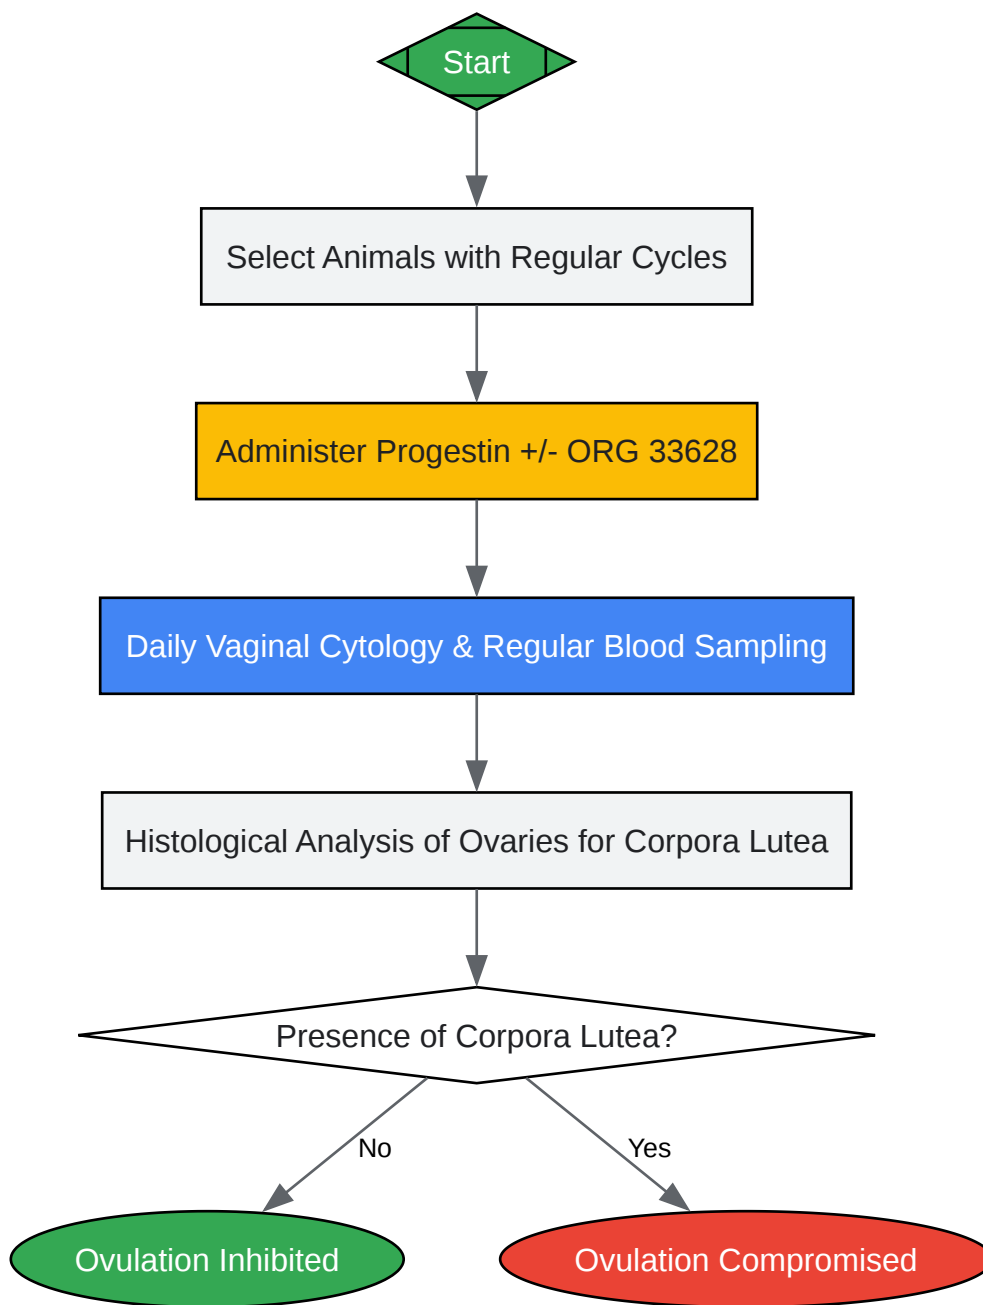 Start
Select Animals with Regular Cycles
Administer Progestin +/- ORG 33628
Daily Vaginal Cytology & Regular Blood Sampling
Histological Analysis of Ovaries for Corpora Lutea
Presence of Corpora Lutea?
No
Yes
Ovulation Inhibited
Ovulation Compromised